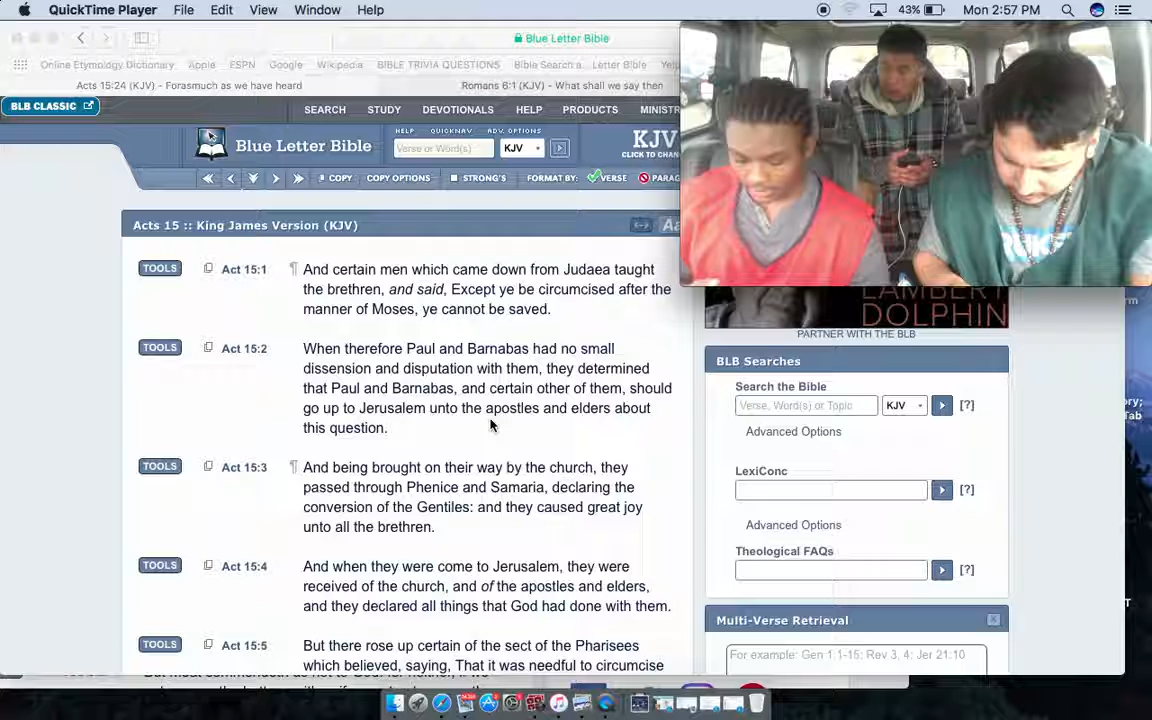 QuickTime Player File Edit View Window Help 43% Mon 2:57 PM
Blue Letter Bible
Online Etymology Dictionary Apple ESPN Google Wikipedia BIBLE TRIVIA QUESTIONS Bible Search a Letter Bible Yelp
Acts 15:24 (KJV) - Forasmuch as we have heard Romans 6:1 (KJV) - What shall we say then
BLB CLASSIC
SEARCH STUDY DEVOTIONALS HELP PRODUCTS MINISTR
HELP QUICKNAV ADV. OPTIONS
Blue Letter Bible Verse or Word(s) KJV KJV
CLICK TO CHAN
COPY COPY OPTIONS STRONG'S FORMAT BY: VERSE PARAG
Acts 15 :: King James Version (KJV) Aa
TOOLS Act 15:1 ¶ And certain men which came down from Judaea taught
the brethren, and said, Except ye be circumcised after the
manner of Moses, ye cannot be saved.
TOOLS Act 15:2 When therefore Paul and Barnabas had no small
dissension and disputation with them, they determined
that Paul and Barnabas, and certain other of them, should
go up to Jerusalem unto the apostles and elders about
this question.
TOOLS Act 15:3 ¶ And being brought on their way by the church, they
passed through Phenice and Samaria, declaring the
conversion of the Gentiles: and they caused great joy
unto all the brethren.
TOOLS Act 15:4 And when they were come to Jerusalem, they were
received of the church, and of the apostles and elders,
and they declared all things that God had done with them.
TOOLS Act 15:5 But there rose up certain of the sect of the Pharisees
which believed, saying, That it was needful to circumcise
LAMBERT
DOLPHIN
PARTNER WITH THE BLB
BLB Searches
Search the Bible
Verse, Word(s) or Topic KJV [?]
Advanced Options
LexiConc
[?]
Advanced Options
Theological FAQs
[?]
Multi-Verse Retrieval
For example: Gen 1:1-15; Rev 3, 4; Jer 21:10
ory;
Tab